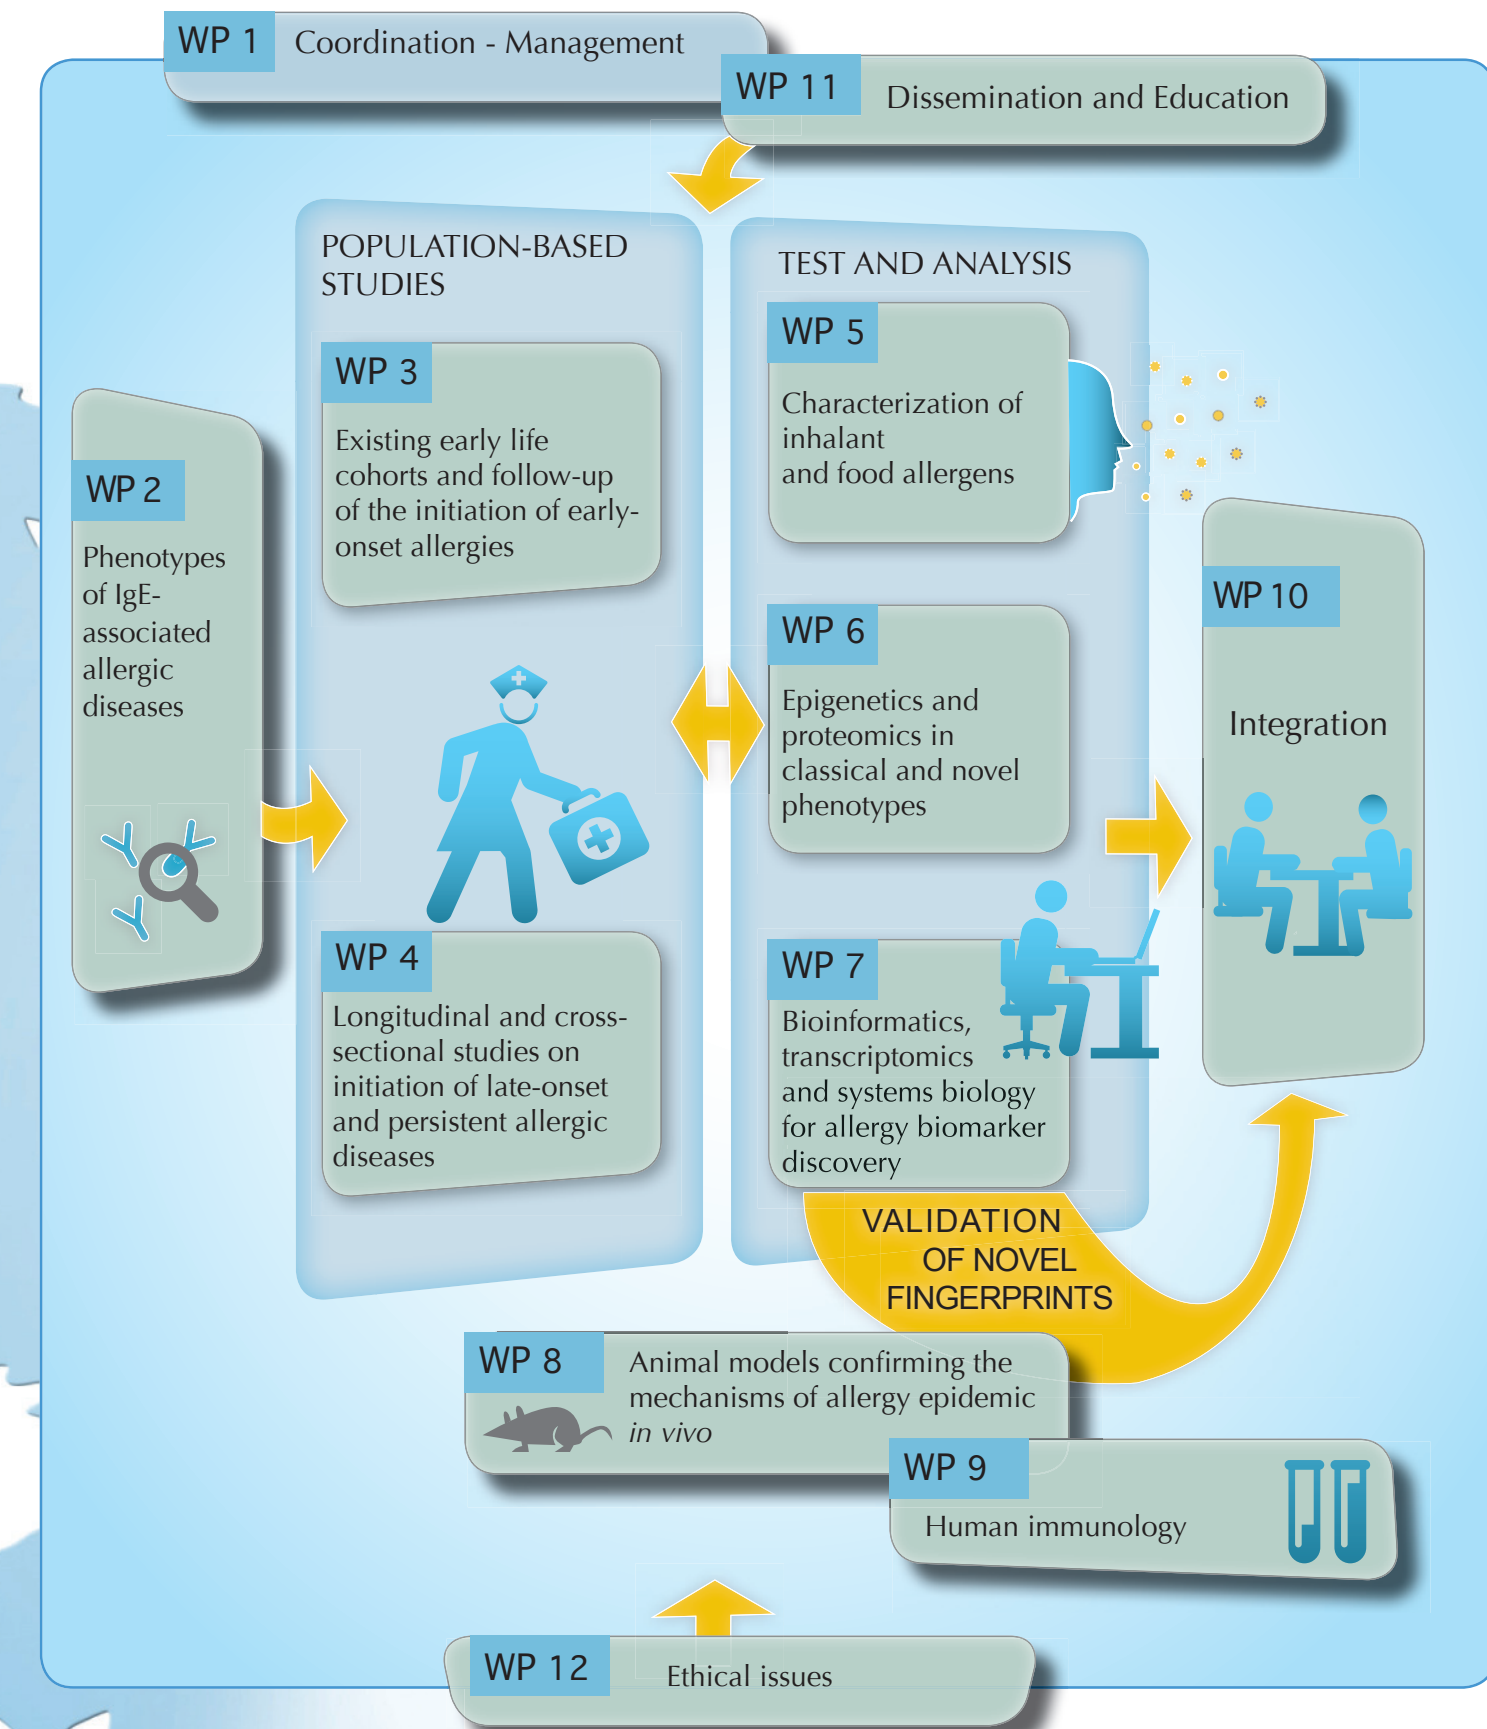 WP 1 Coordination - Management
WP 11 Dissemination and Education
POPULATION-BASED
STUDIES
TEST AND ANALYSIS
WP 2
Phenotypes
of IgE-
associated
allergic
diseases
WP 3
Existing early life
cohorts and follow-up
of the initiation of early-
onset allergies
WP 4
Longitudinal and cross-
sectional studies on
initiation of late-onset
and persistent allergic
diseases
WP 5
Characterization of
inhalant
and food allergens
WP 6
Epigenetics and
proteomics in
classical and novel
phenotypes
WP 7
Bioinformatics,
transcriptomics
and systems biology
for allergy biomarker
discovery
WP 10
Integration
VALIDATION
OF NOVEL
FINGERPRINTS
WP 8
Animal models confirming the
mechanisms of allergy epidemic
in vivo
WP 9
Human immunology
WP 12 Ethical issues